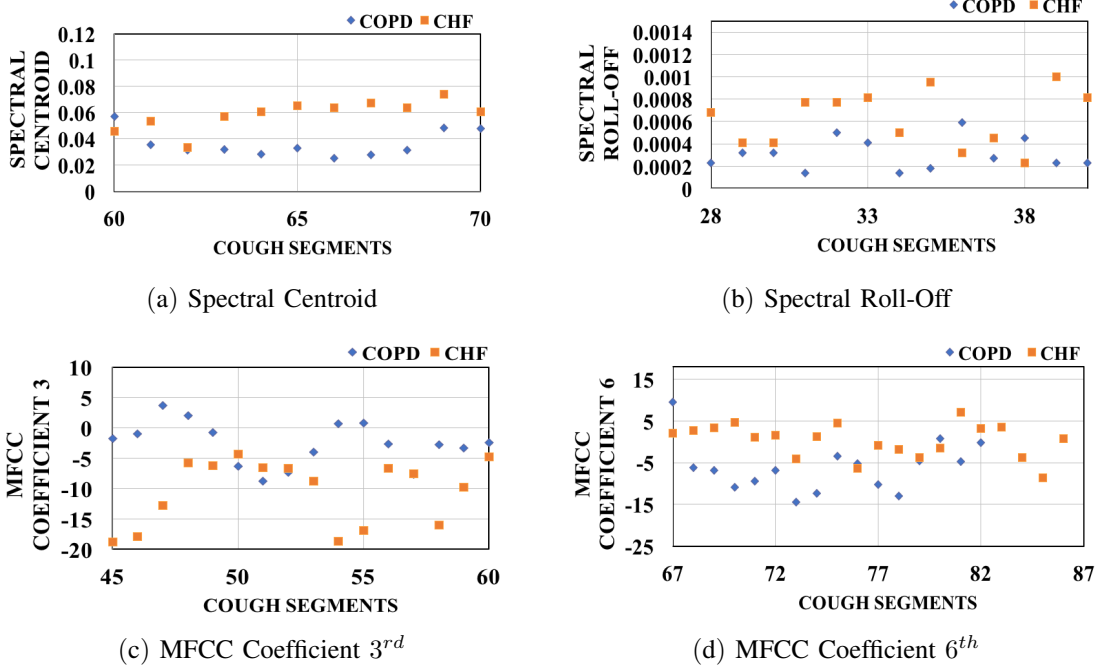 COPD CHF
0.12
0.1
0.08
0.06
0.04
0.02
0
SPECTRAL
CENTROID
60 65 70
COUGH SEGMENTS
(a) Spectral Centroid
COPD CHF
0.0014
0.0012
0.001
0.0008
0.0006
0.0004
0.0002
0
SPECTRAL
ROLL-OFF
28 33 38
COUGH SEGMENTS
(b) Spectral Roll-Off
COPD CHF
10
5
0
-5
-10
-15
-20
MFCC
COEFFICIENT 3
45 50 55 60
COUGH SEGMENTS
(c) MFCC Coefficient 3rd
COPD CHF
15
5
-5
-15
-25
MFCC
COEFFICIENT 6
67 72 77 82 87
COUGH SEGMENTS
(d) MFCC Coefficient 6th